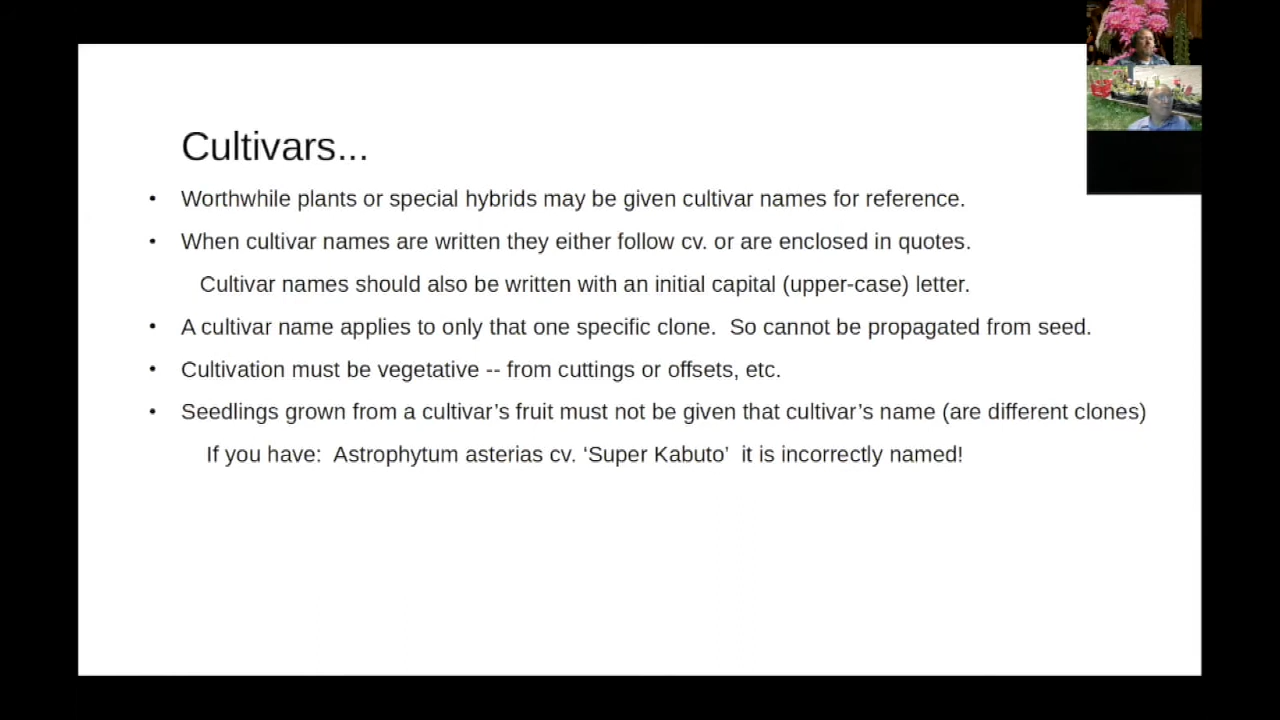 Cultivars...
• Worthwhile plants or special hybrids may be given cultivar names for reference.
• When cultivar names are written they either follow cv. or are enclosed in quotes.
Cultivar names should also be written with an initial capital (upper-case) letter.
• A cultivar name applies to only that one specific clone.  So cannot be propagated from seed.
• Cultivation must be vegetative -- from cuttings or offsets, etc.
• Seedlings grown from a cultivar’s fruit must not be given that cultivar’s name (are different clones)
If you have:  Astrophytum asterias cv. ‘Super Kabuto’  it is incorrectly named!